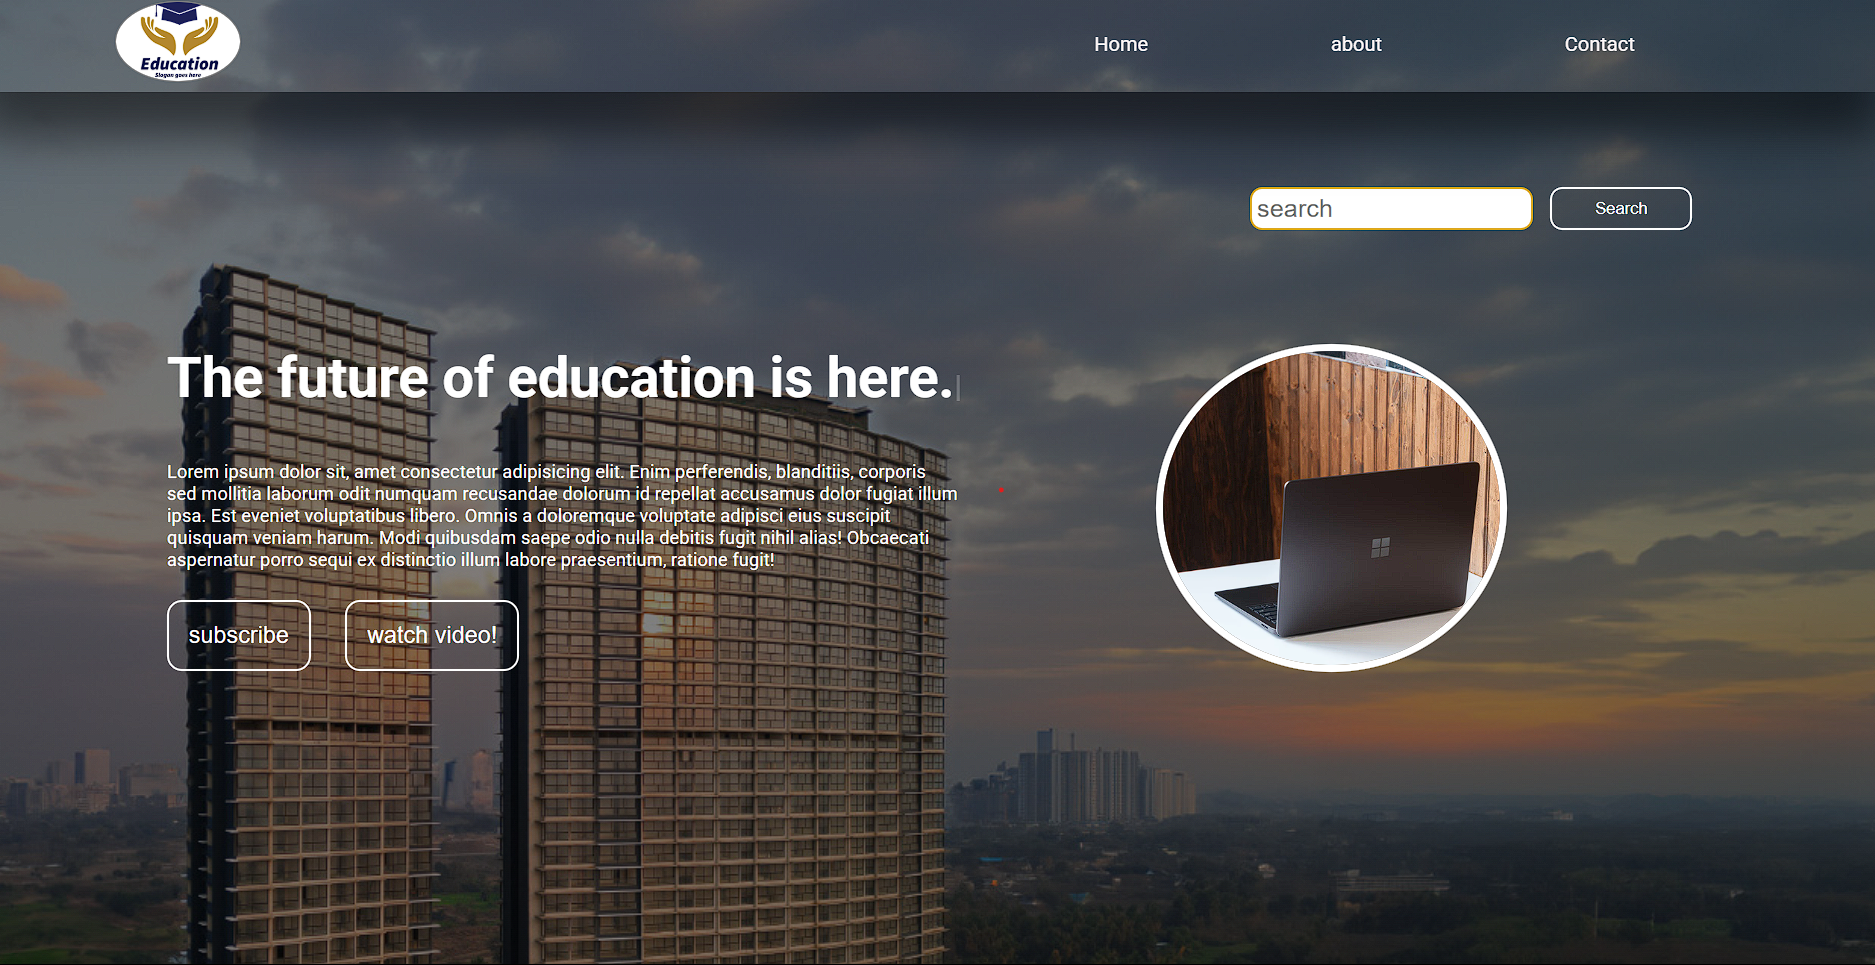 Education
Slogan goes here
Home
about
Contact
search
Search
The future of education is here.
Lorem ipsum dolor sit, amet consectetur adipisicing elit. Enim perferendis, blanditiis, corporis
sed mollitia laborum odit numquam recusandae dolorum id repellat accusamus dolor fugiat illum
ipsa. Est eveniet voluptatibus libero. Omnis a doloremque voluptate adipisci eius suscipit
quisquam veniam harum. Modi quibusdam saepe odio nulla debitis fugit nihil alias! Obcaecati
aspernatur porro sequi ex distinctio illum labore praesentium, ratione fugit!
subscribe
watch video!